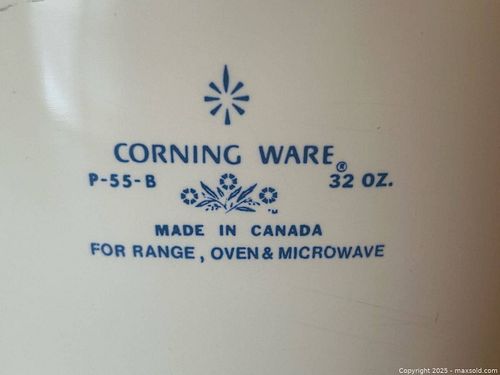 CORNING WARE®
P-55-B 32 OZ.
TM
MADE IN CANADA
FOR RANGE, OVEN & MICROWAVE
Copyright 2025 - maxsold.com